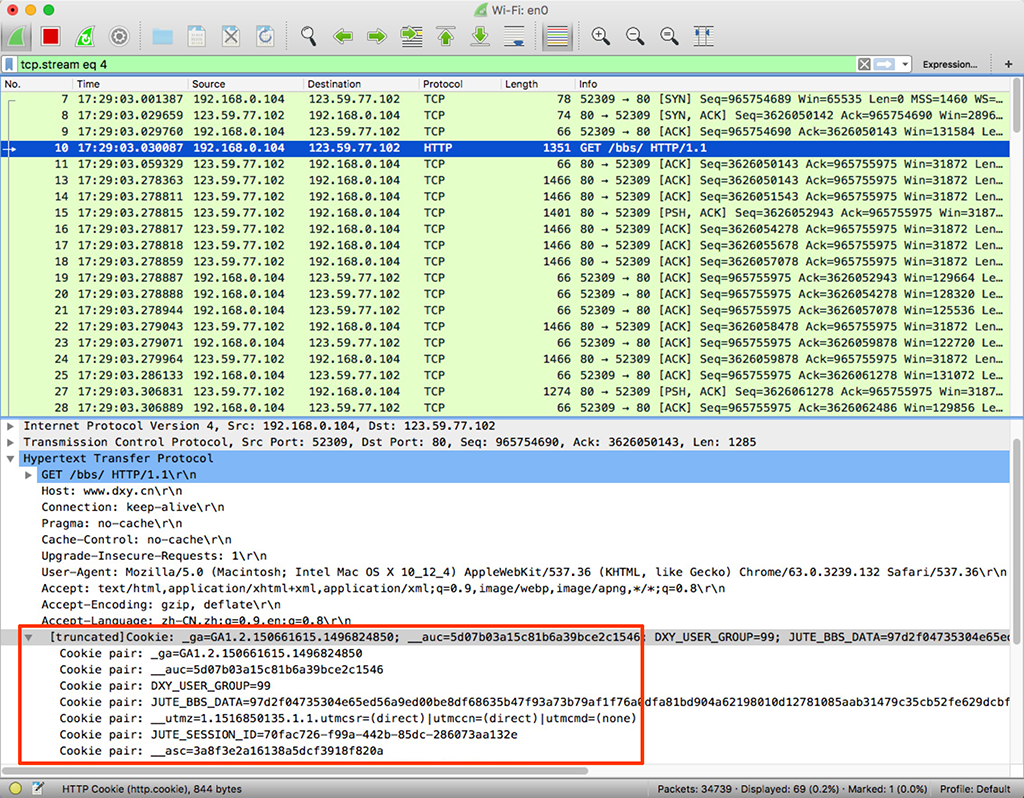 Wi-Fi: en0
tcp.stream eq 4
Expression...
+
No. Time Source Destination Protocol Length Info
7 17:29:03.001387 192.168.0.104 123.59.77.102 TCP 78 52309 → 80 [SYN] Seq=965754689 Win=65535 Len=0 MSS=1460 WS=…
8 17:29:03.029659 123.59.77.102 192.168.0.104 TCP 74 80 → 52309 [SYN, ACK] Seq=3626050142 Ack=965754690 Win=2896…
9 17:29:03.029760 192.168.0.104 123.59.77.102 TCP 66 52309 → 80 [ACK] Seq=965754690 Ack=3626050143 Win=131584 Le…
10 17:29:03.030087 192.168.0.104 123.59.77.102 HTTP 1351 GET /bbs/ HTTP/1.1
11 17:29:03.059329 123.59.77.102 192.168.0.104 TCP 66 80 → 52309 [ACK] Seq=3626050143 Ack=965755975 Win=31872 Len…
13 17:29:03.278363 123.59.77.102 192.168.0.104 TCP 1466 80 → 52309 [ACK] Seq=3626050143 Ack=965755975 Win=31872 Len…
14 17:29:03.278811 123.59.77.102 192.168.0.104 TCP 1466 80 → 52309 [ACK] Seq=3626051543 Ack=965755975 Win=31872 Len…
15 17:29:03.278815 123.59.77.102 192.168.0.104 TCP 1401 80 → 52309 [PSH, ACK] Seq=3626052943 Ack=965755975 Win=3187…
16 17:29:03.278817 123.59.77.102 192.168.0.104 TCP 1466 80 → 52309 [ACK] Seq=3626054278 Ack=965755975 Win=31872 Len…
17 17:29:03.278818 123.59.77.102 192.168.0.104 TCP 1466 80 → 52309 [ACK] Seq=3626055678 Ack=965755975 Win=31872 Len…
18 17:29:03.278859 123.59.77.102 192.168.0.104 TCP 1466 80 → 52309 [ACK] Seq=3626057078 Ack=965755975 Win=31872 Len…
19 17:29:03.278887 192.168.0.104 123.59.77.102 TCP 66 52309 → 80 [ACK] Seq=965755975 Ack=3626052943 Win=129664 Le…
20 17:29:03.278888 192.168.0.104 123.59.77.102 TCP 66 52309 → 80 [ACK] Seq=965755975 Ack=3626054278 Win=128320 Le…
21 17:29:03.278944 192.168.0.104 123.59.77.102 TCP 66 52309 → 80 [ACK] Seq=965755975 Ack=3626057078 Win=125536 Le…
22 17:29:03.279043 123.59.77.102 192.168.0.104 TCP 1466 80 → 52309 [ACK] Seq=3626058478 Ack=965755975 Win=31872 Len…
23 17:29:03.279071 192.168.0.104 123.59.77.102 TCP 66 52309 → 80 [ACK] Seq=965755975 Ack=3626059878 Win=122720 Le…
24 17:29:03.279964 123.59.77.102 192.168.0.104 TCP 1466 80 → 52309 [ACK] Seq=3626059878 Ack=965755975 Win=31872 Len…
25 17:29:03.286133 192.168.0.104 123.59.77.102 TCP 66 52309 → 80 [ACK] Seq=965755975 Ack=3626061278 Win=131072 Le…
27 17:29:03.306831 123.59.77.102 192.168.0.104 TCP 1274 80 → 52309 [PSH, ACK] Seq=3626061278 Ack=965755975 Win=3187…
28 17:29:03.306889 192.168.0.104 123.59.77.102 TCP 66 52309 → 80 [ACK] Seq=965755975 Ack=3626062486 Win=129856 Len…
Internet Protocol Version 4, Src: 192.168.0.104, Dst: 123.59.77.102
Transmission Control Protocol, Src Port: 52309, Dst Port: 80, Seq: 965754690, Ack: 3626050143, Len: 1285
Hypertext Transfer Protocol
GET /bbs/ HTTP/1.1\r\n
Host: www.dxy.cn\r\n
Connection: keep-alive\r\n
Pragma: no-cache\r\n
Cache-Control: no-cache\r\n
Upgrade-Insecure-Requests: 1\r\n
User-Agent: Mozilla/5.0 (Macintosh; Intel Mac OS X 10_12_4) AppleWebKit/537.36 (KHTML, like Gecko) Chrome/63.0.3239.132 Safari/537.36\r\n
Accept: text/html,application/xhtml+xml,application/xml;q=0.9,image/webp,image/apng,*/*;q=0.8\r\n
Accept-Encoding: gzip, deflate\r\n
Accept-Language: zh-CN,zh;q=0.9,en;q=0.8\r\n
[truncated]Cookie: _ga=GA1.2.150661615.1496824850; __auc=5d07b03a15c81b6a39bce2c1546; DXY_USER_GROUP=99; JUTE_BBS_DATA=97d2f04735304e65ed
Cookie pair: _ga=GA1.2.150661615.1496824850
Cookie pair: __auc=5d07b03a15c81b6a39bce2c1546
Cookie pair: DXY_USER_GROUP=99
Cookie pair: JUTE_BBS_DATA=97d2f04735304e65ed56a9ed00be8df68635b47f93a73b79af1f76a0dfa81bd904a62198010d12781085aab31479c35cb52fe629dcbf
Cookie pair: __utmz=1.1516850135.1.1.utmcsr=(direct)|utmccn=(direct)|utmcmd=(none)
Cookie pair: JUTE_SESSION_ID=70fac726-f99a-442b-85dc-286073aa132e
Cookie pair: __asc=3a8f3e2a16138a5dcf3918f820a
HTTP Cookie (http.cookie), 844 bytes
Packets: 34739 · Displayed: 69 (0.2%) · Marked: 1 (0.0%)
Profile: Default